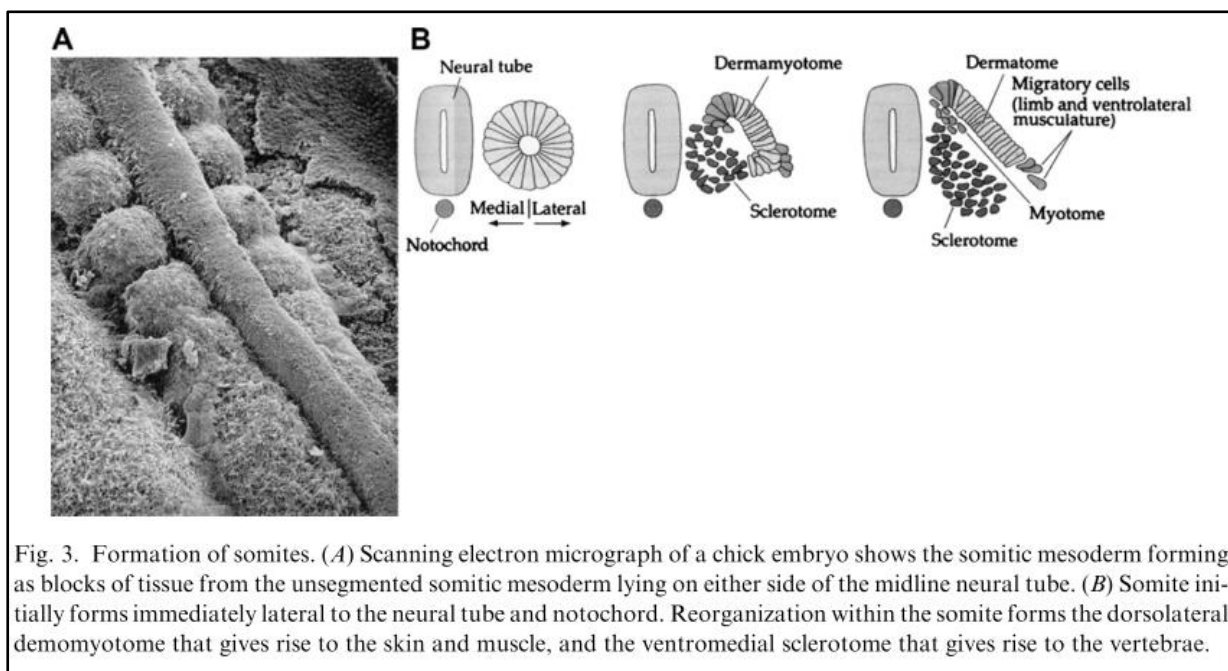 A
B
Neural tube
Notochord
Medial | Lateral
Dermamyotome
Sclerotome
Dermatome
Migratory cells
(limb and ventrolateral
musculature)
Myotome
Sclerotome
Fig. 3. Formation of somites. (A) Scanning electron micrograph of a chick embryo shows the somitic mesoderm forming
as blocks of tissue from the unsegmented somitic mesoderm lying on either side of the midline neural tube. (B) Somite ini-
tially forms immediately lateral to the neural tube and notochord. Reorganization within the somite forms the dorsolateral
demomyotome that gives rise to the skin and muscle, and the ventromedial sclerotome that gives rise to the vertebrae.